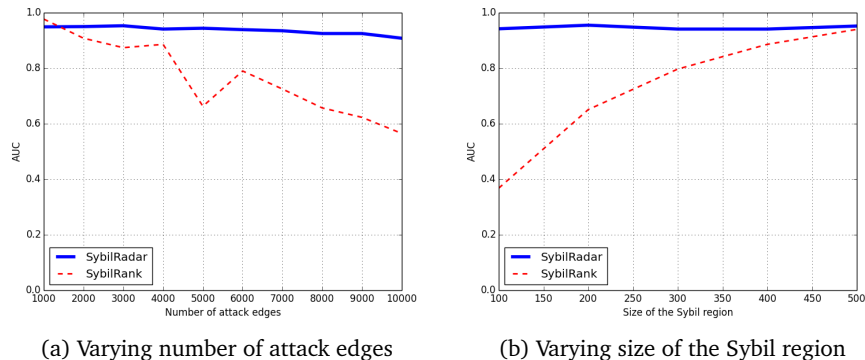 1.0
0.8
0.6
0.4
0.2
0.0
AUC
SybilRadar
SybilRank
1000 2000 3000 4000 5000 6000 7000 8000 9000 10000
Number of attack edges
(a) Varying number of attack edges
1.0
0.8
0.6
0.4
0.2
0.0
AUC
SybilRadar
SybilRank
100 150 200 250 300 350 400 450 500
Size of the Sybil region
(b) Varying size of the Sybil region